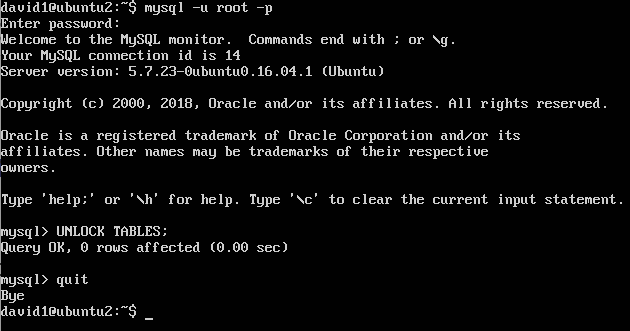 david1@ubuntu2:~$ mysql -u root -p
Enter password:
Welcome to the MySQL monitor.  Commands end with ; or \g.
Your MySQL connection id is 14
Server version: 5.7.23-0ubuntu0.16.04.1 (Ubuntu)
Copyright (c) 2000, 2018, Oracle and/or its affiliates. All rights reserved.
Oracle is a registered trademark of Oracle Corporation and/or its
affiliates. Other names may be trademarks of their respective
owners.
Type 'help;' or '\h' for help. Type '\c' to clear the current input statement.
mysql> UNLOCK TABLES;
Query OK, 0 rows affected (0.00 sec)
mysql> quit
Bye
david1@ubuntu2:~$ _